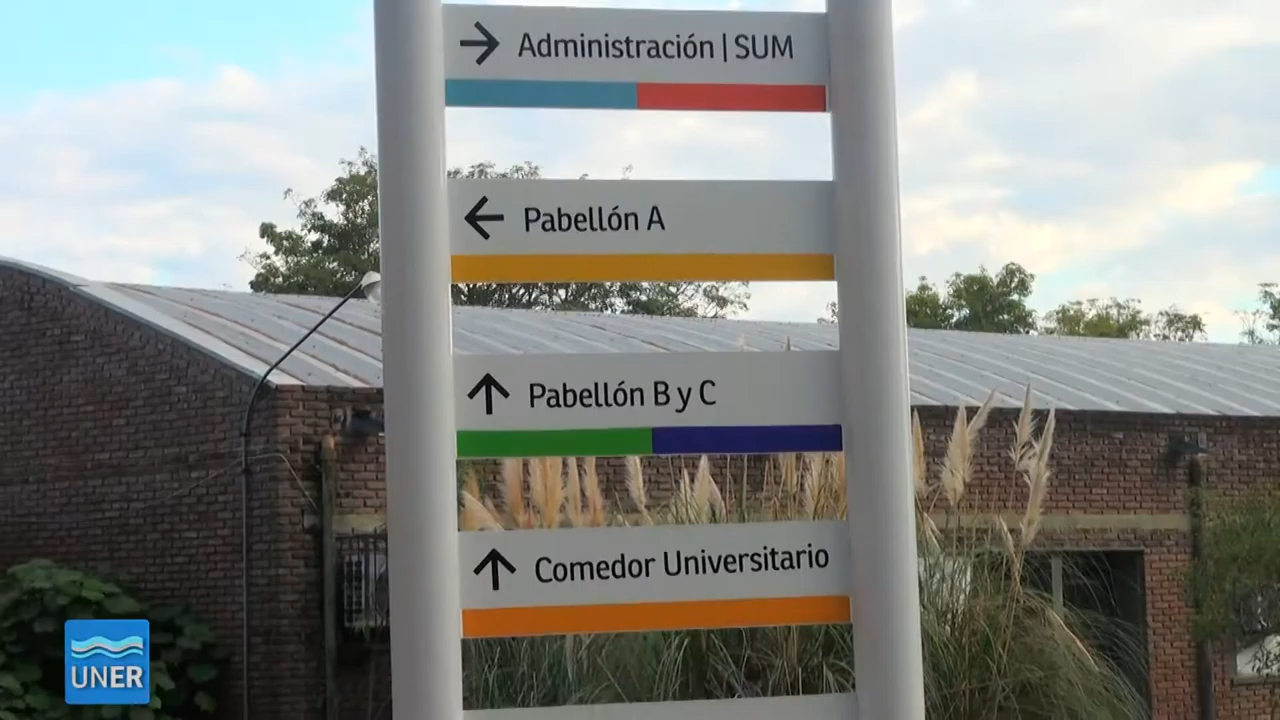 → Administración | SUM
← Pabellón A
↑ Pabellón B y C
↑ Comedor Universitario
UNER